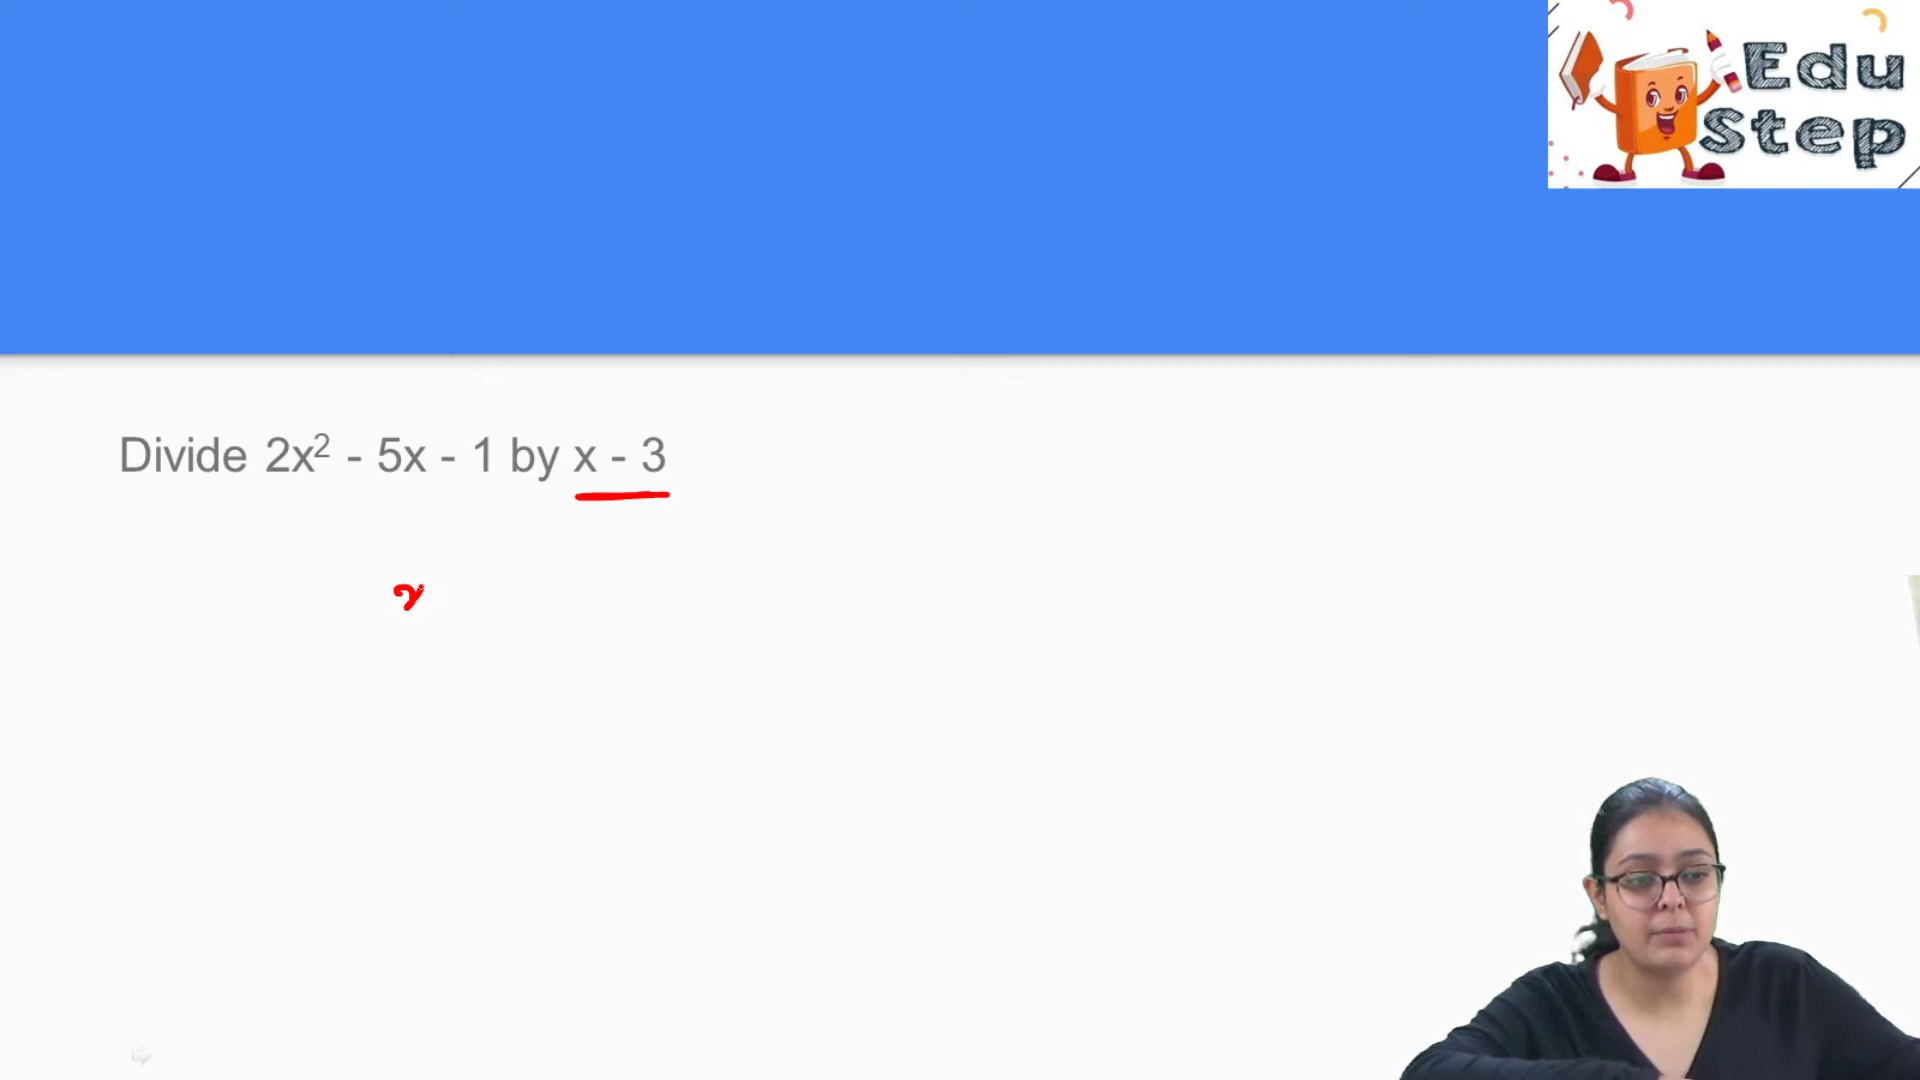 Edu
Step
Divide 2x² - 5x - 1 by x - 3
x